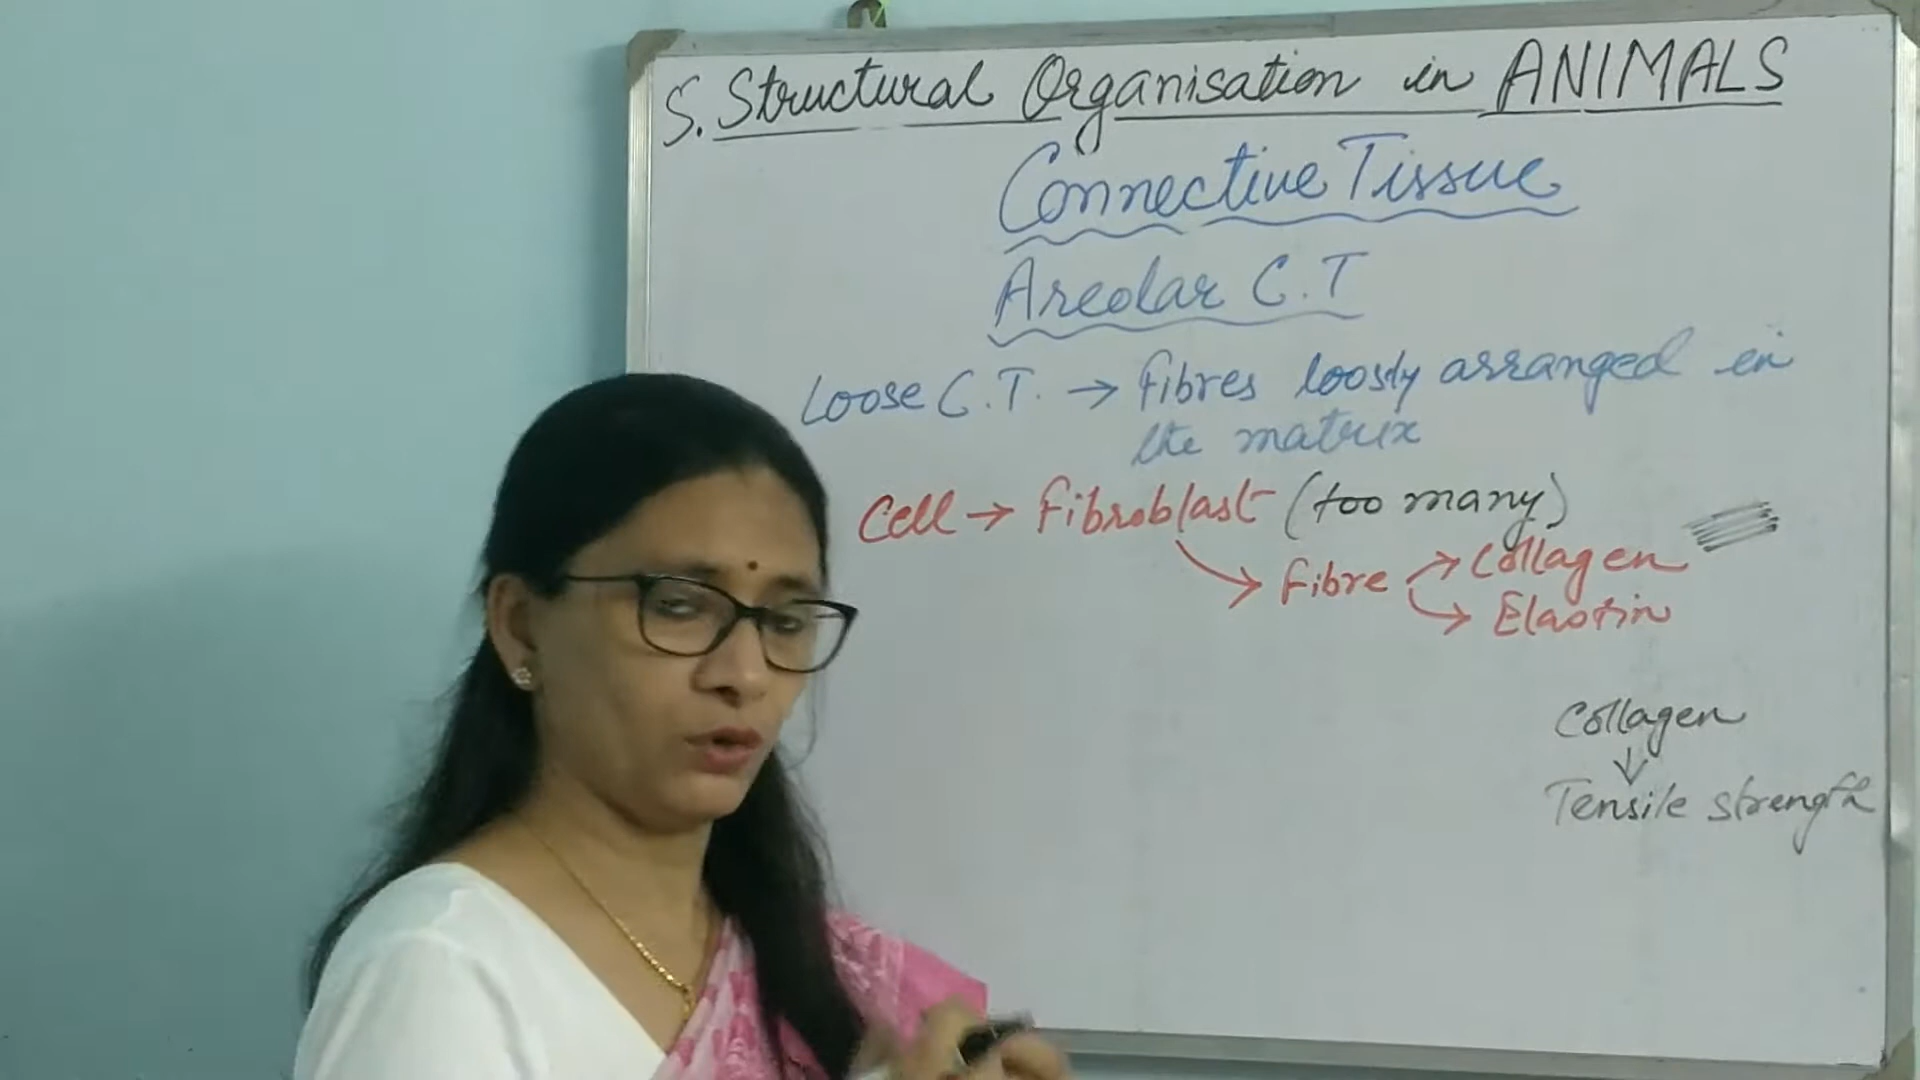 5. Structural Organisation in ANIMALS
Connective Tissue
Areolar C.T
Loose C.T. → Fibres loosly arranged in
the matrix
Cell → Fibroblast (too many)
Fibre → Collagen
→ Elastin
Collagen
↓
Tensile strength